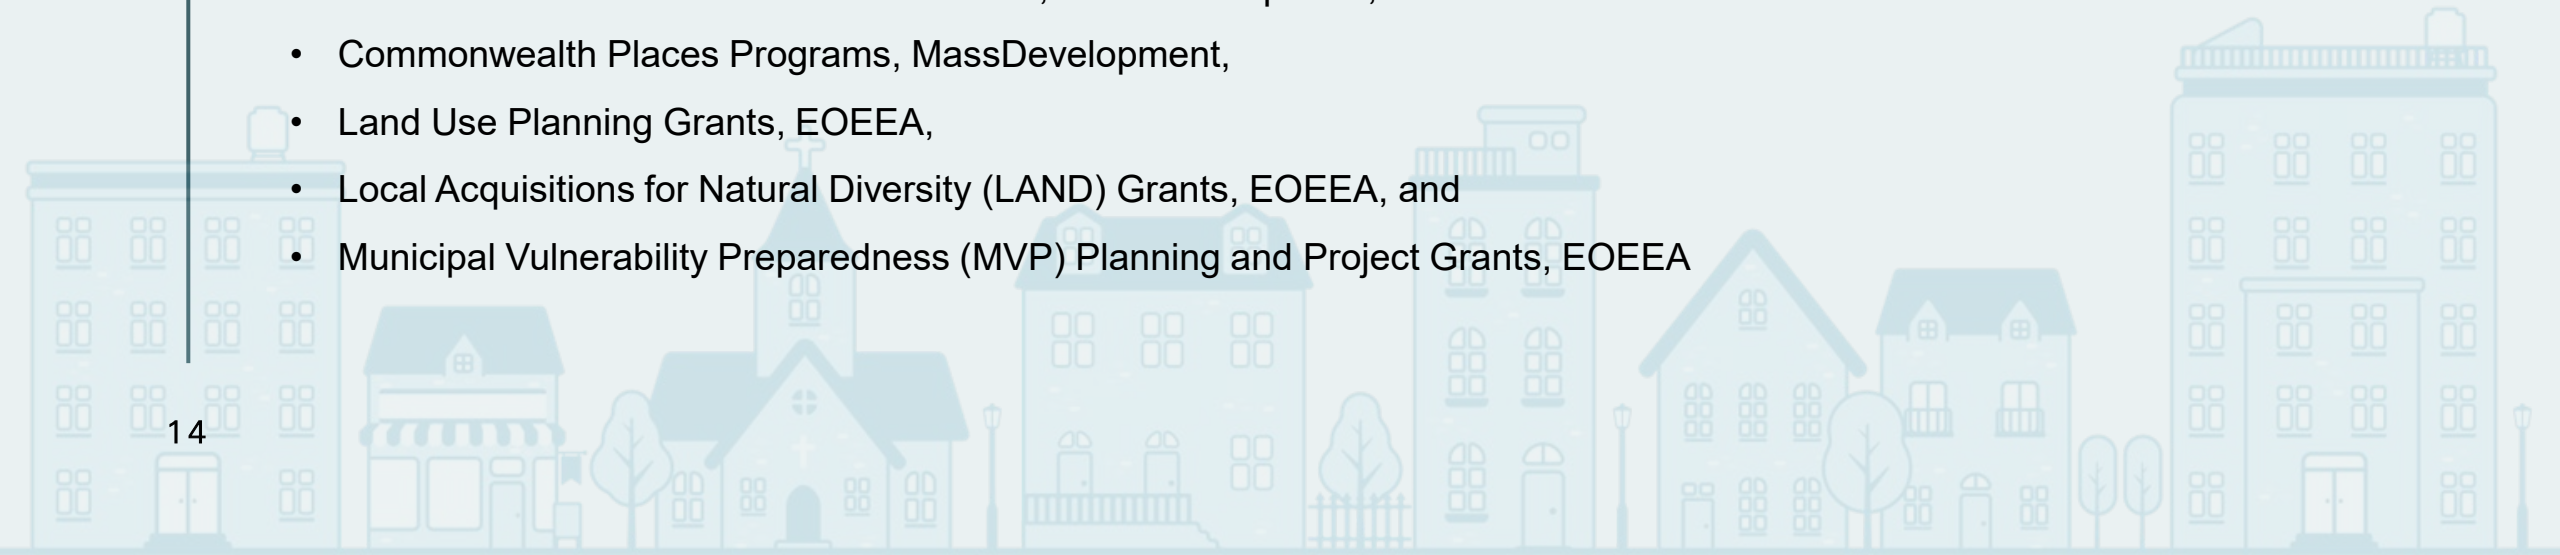 • Commonwealth Places Programs, MassDevelopment,
• Land Use Planning Grants, EOEEA,
• Local Acquisitions for Natural Diversity (LAND) Grants, EOEEA, and
• Municipal Vulnerability Preparedness (MVP) Planning and Project Grants, EOEEA
14